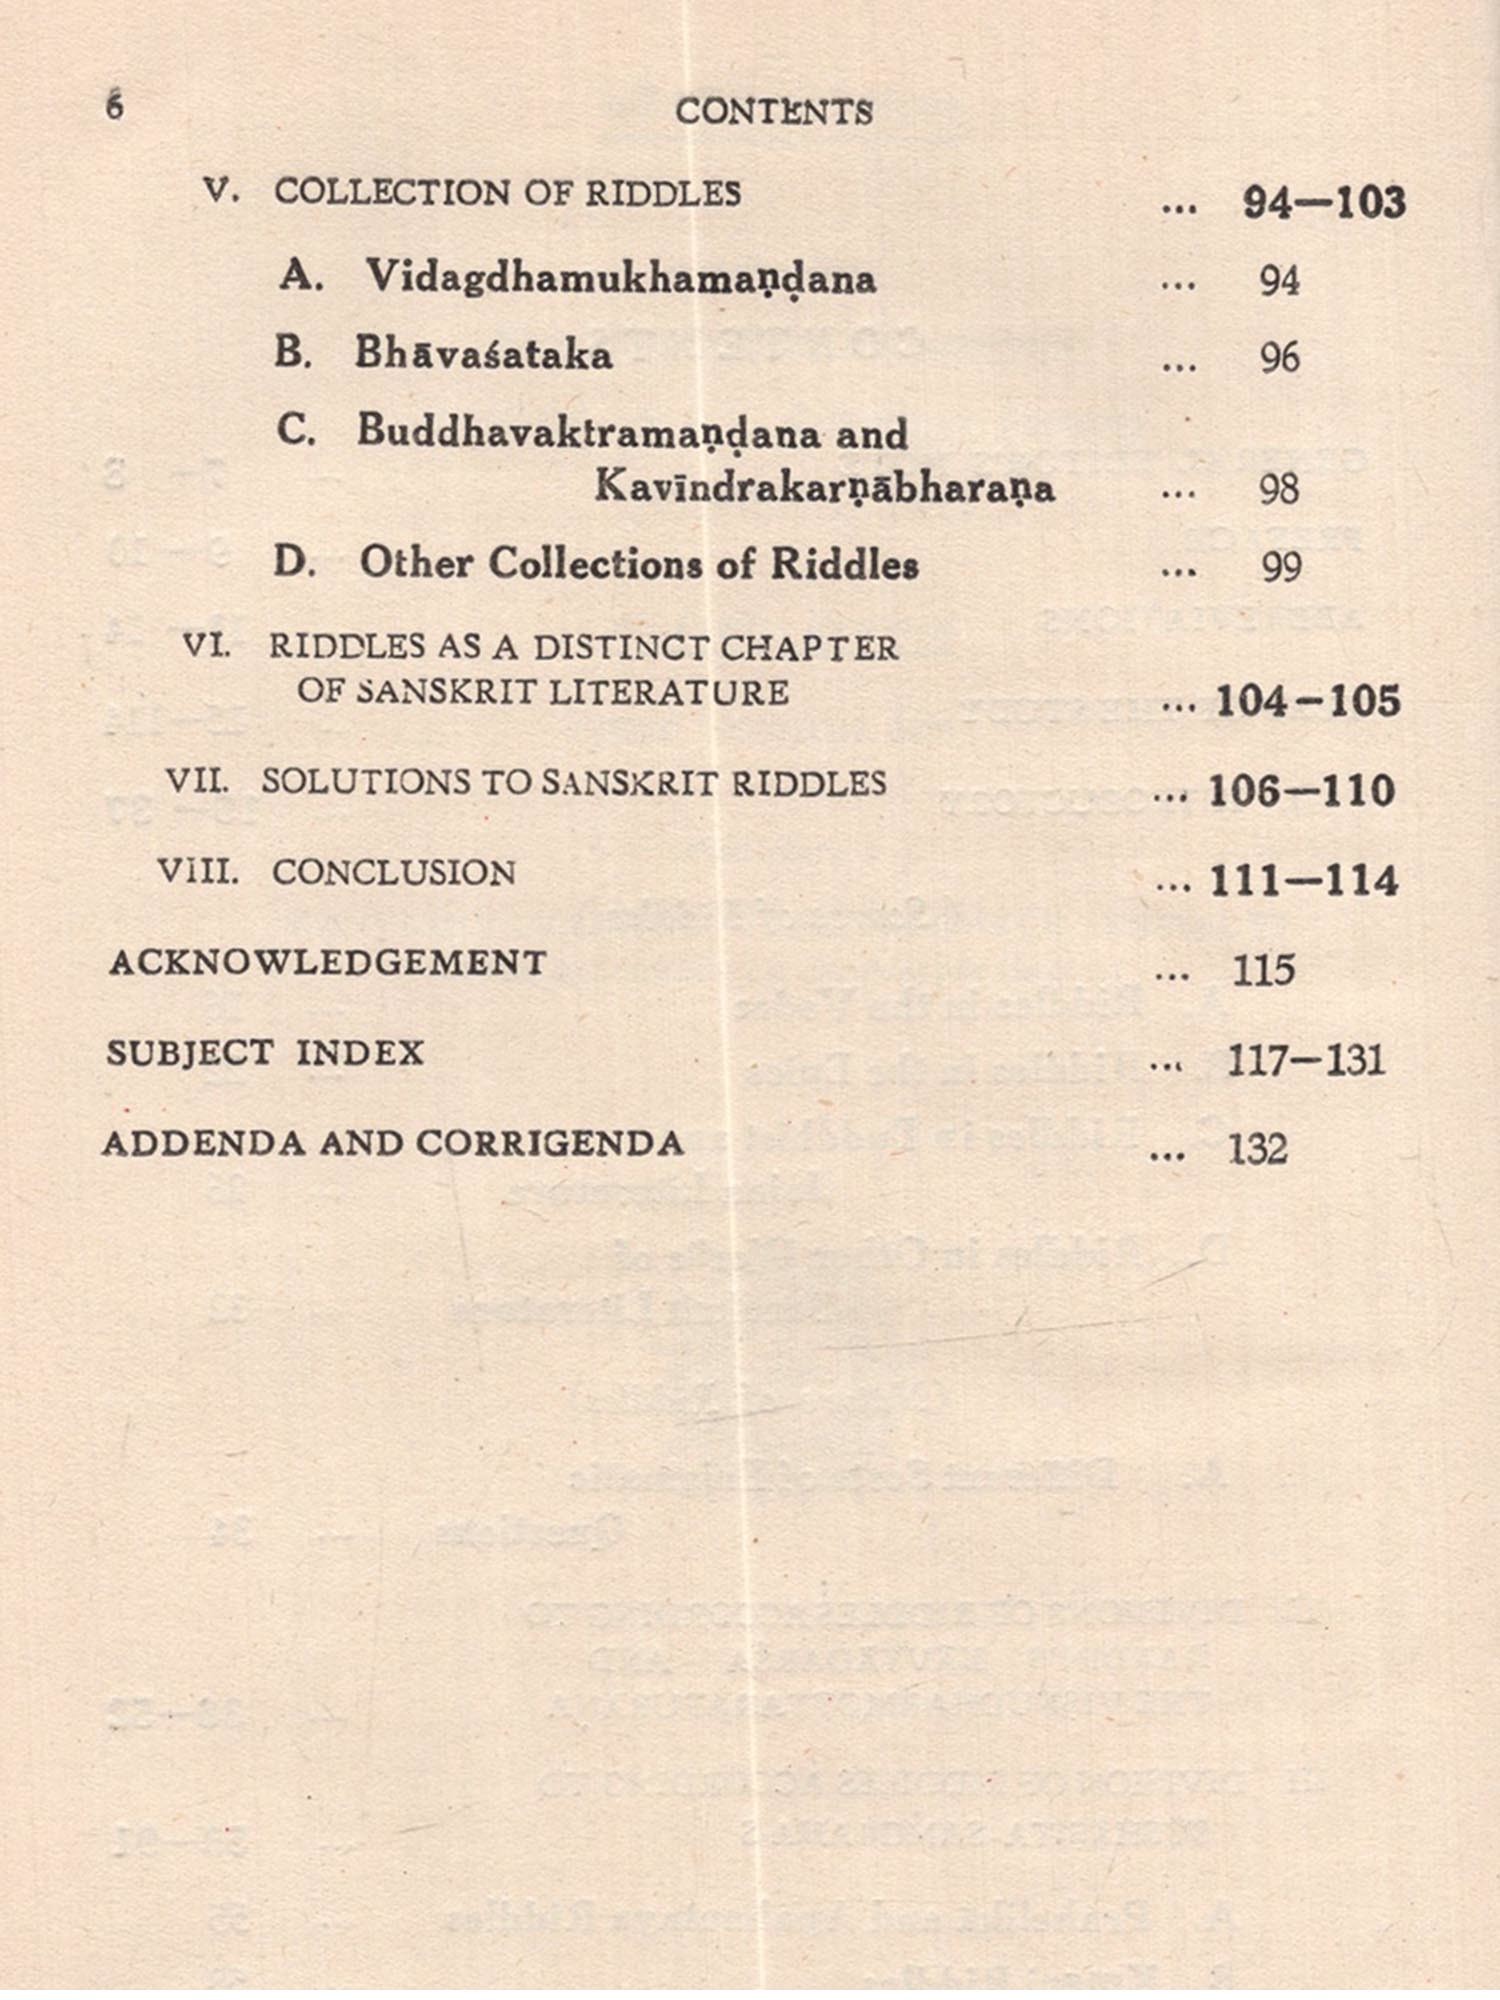 6 CONTENTS
V. COLLECTION OF RIDDLES ... 94—103
A. Vidagdhamukhamaṇḍana ... 94
B. Bhāvaśataka ... 96
C. Buddhavaktramaṇḍana and
Kavīndrakarṇābharaṇa ... 98
D. Other Collections of Riddles ... 99
VI. RIDDLES AS A DISTINCT CHAPTER
OF SANSKRIT LITERATURE ... 104—105
VII. SOLUTIONS TO SANSKRIT RIDDLES ... 106—110
VIII. CONCLUSION ... 111—114
ACKNOWLEDGEMENT ... 115
SUBJECT INDEX ... 117—131
ADDENDA AND CORRIGENDA ... 132